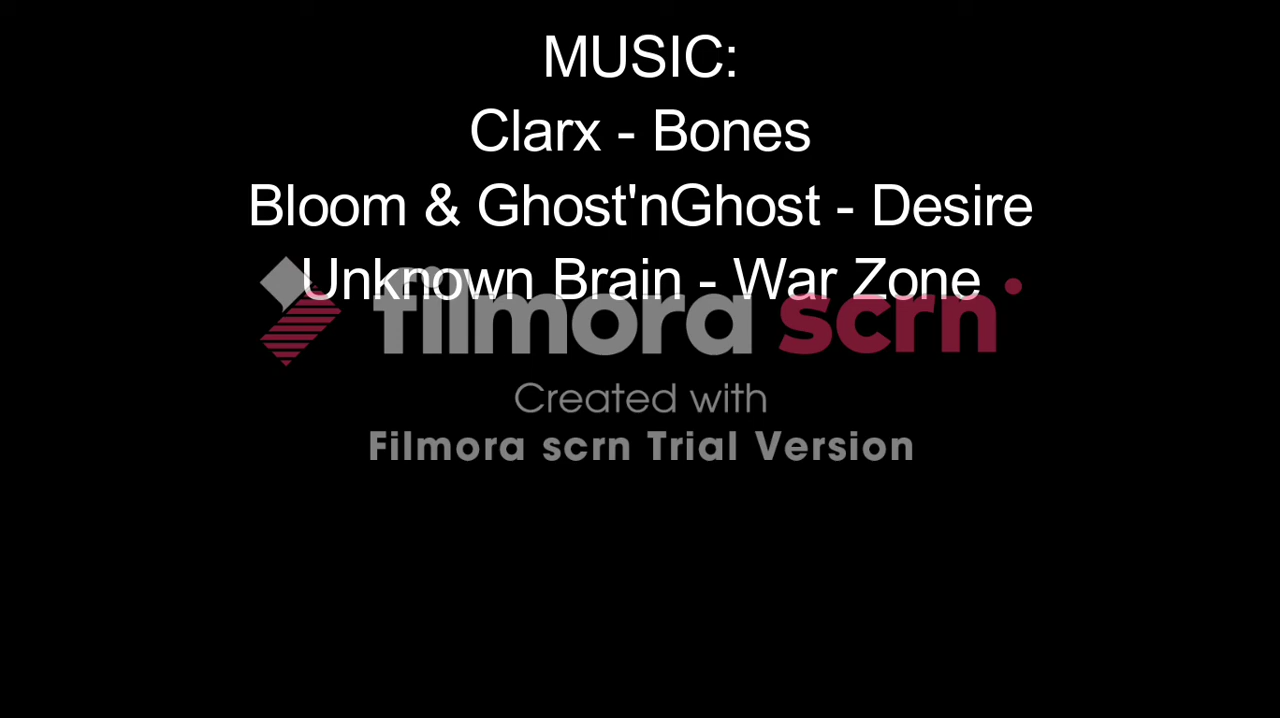 MUSIC:
Clarx - Bones
Bloom & Ghost'nGhost - Desire
Unknown Brain - War Zone
filmora scrn
Created with
Filmora scrn Trial Version